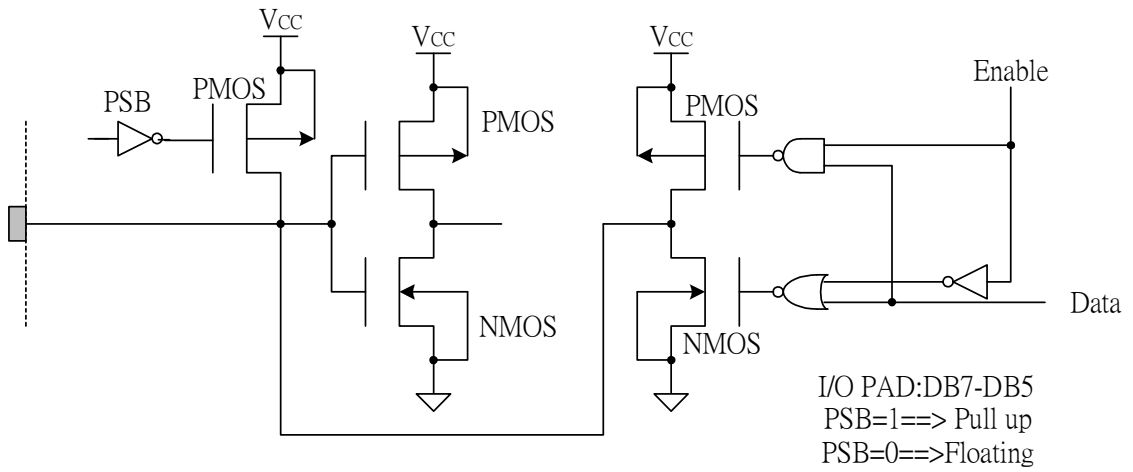 VCC
VCC
VCC
Enable
PSB
PMOS
PMOS
PMOS
NMOS
NMOS
Data
I/O PAD:DB7-DB5
PSB=1==> Pull up
PSB=0==>Floating